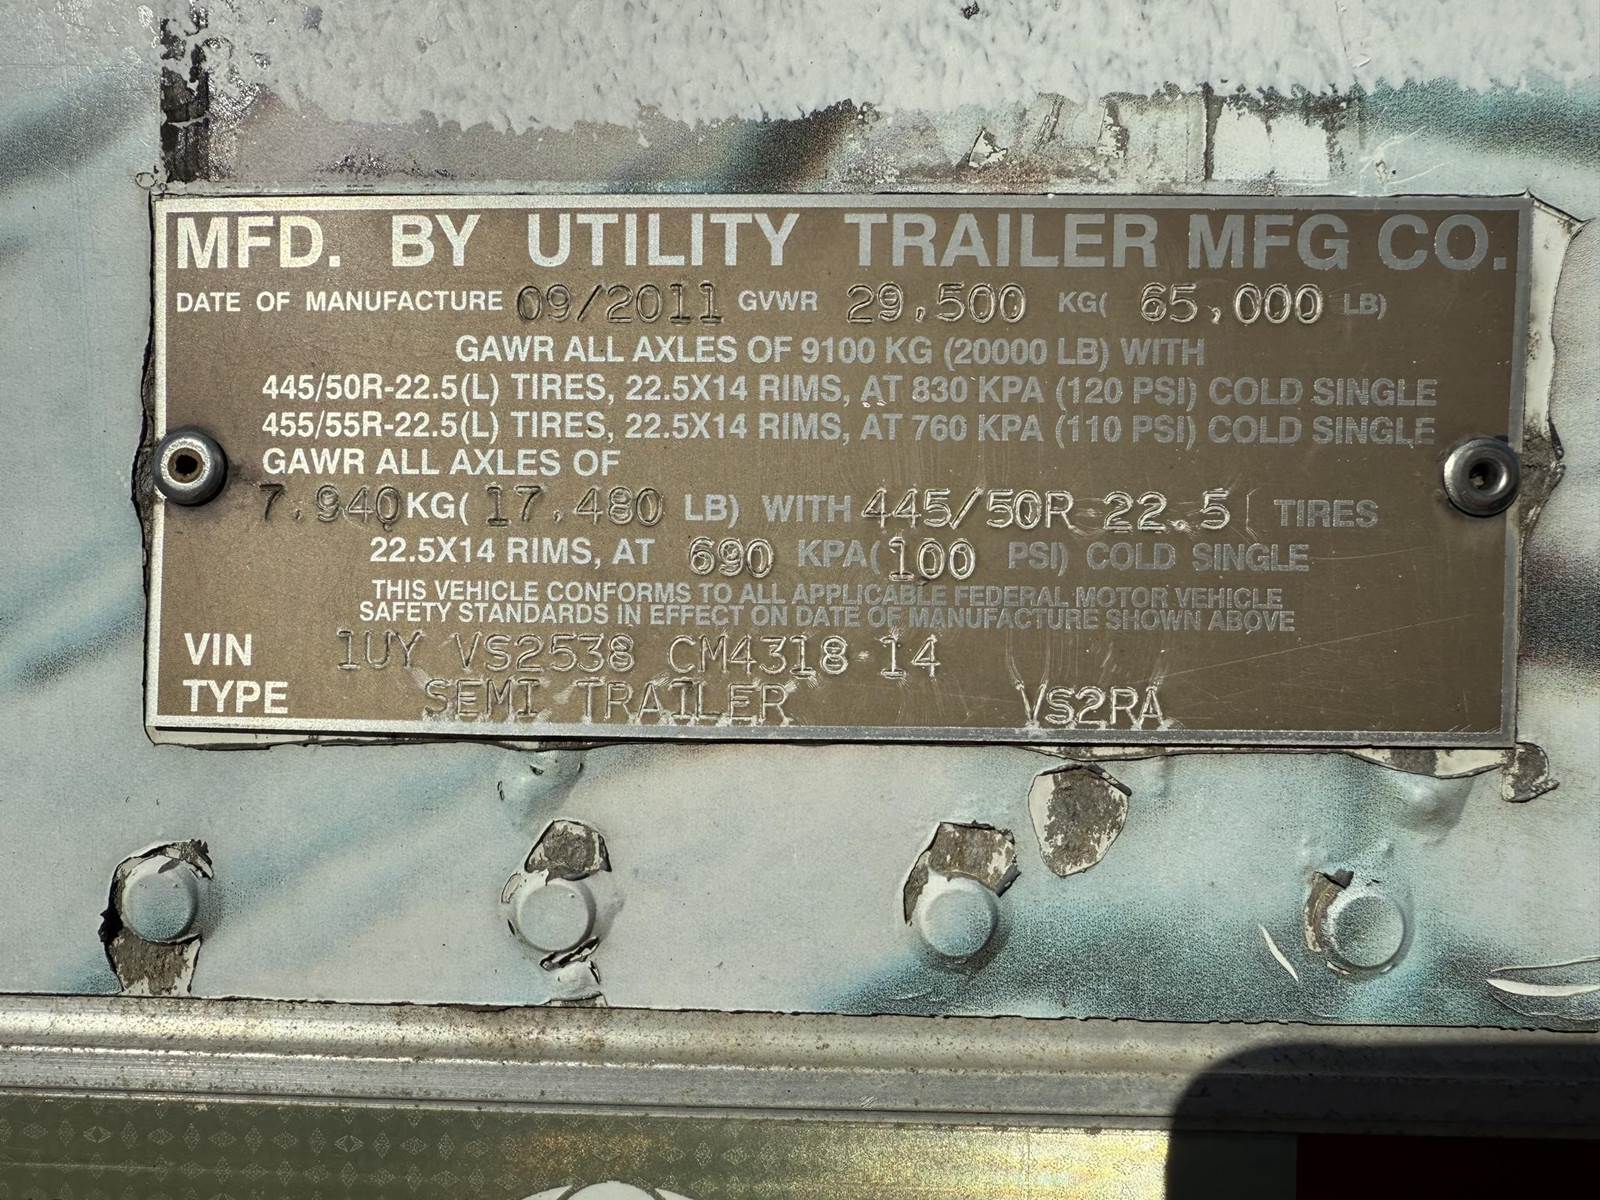 MFD. BY UTILITY TRAILER MFG CO.
DATE OF MANUFACTURE 09/2011 GVWR 29,500 KG( 65,000 LB)
GAWR ALL AXLES OF 9100 KG (20000 LB) WITH
445/50R-22.5(L) TIRES, 22.5X14 RIMS, AT 830 KPA (120 PSI) COLD SINGLE
455/55R-22.5(L) TIRES, 22.5X14 RIMS, AT 760 KPA (110 PSI) COLD SINGLE
GAWR ALL AXLES OF
7,940KG( 17,480 LB) WITH 445/50R 22.5( TIRES
22.5X14 RIMS, AT 690 KPA(100 PSI) COLD SINGLE
THIS VEHICLE CONFORMS TO ALL APPLICABLE FEDERAL MOTOR VEHICLE
SAFETY STANDARDS IN EFFECT ON DATE OF MANUFACTURE SHOWN ABOVE
VIN 1UY VS2538 CM4318 14
TYPE SEMI TRAILER VS2RA